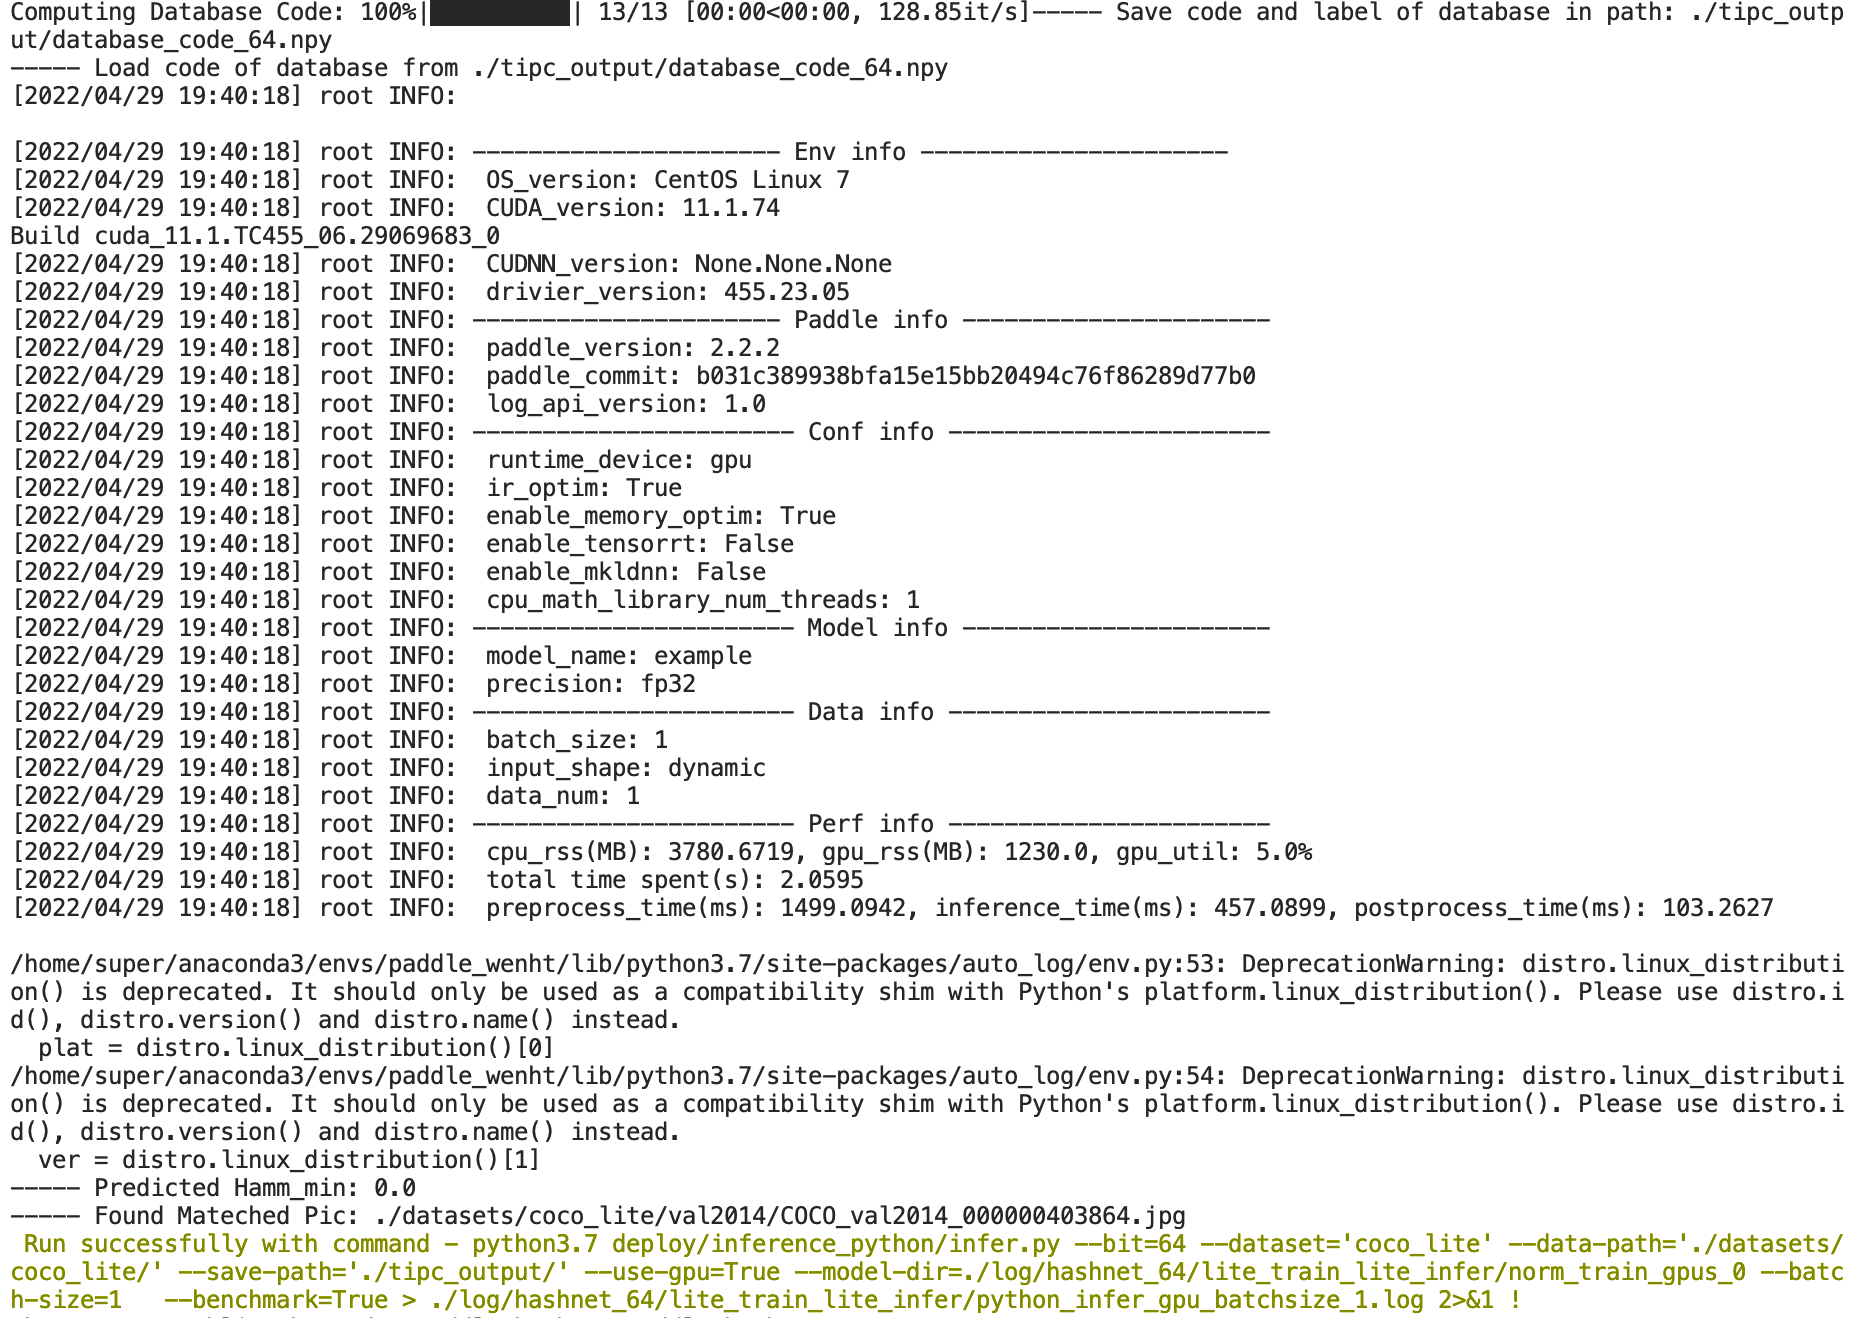 Computing Database Code: 100%|██████████| 13/13 [00:00<00:00, 128.85it/s]----- Save code and label of database in path: ./tipc_outp
ut/database_code_64.npy
----- Load code of database from ./tipc_output/database_code_64.npy
[2022/04/29 19:40:18] root INFO:
[2022/04/29 19:40:18] root INFO: ---------------------- Env info ----------------------
[2022/04/29 19:40:18] root INFO:  OS_version: CentOS Linux 7
[2022/04/29 19:40:18] root INFO:  CUDA_version: 11.1.74
Build cuda_11.1.TC455_06.29069683_0
[2022/04/29 19:40:18] root INFO:  CUDNN_version: None.None.None
[2022/04/29 19:40:18] root INFO:  drivier_version: 455.23.05
[2022/04/29 19:40:18] root INFO: ---------------------- Paddle info ----------------------
[2022/04/29 19:40:18] root INFO:  paddle_version: 2.2.2
[2022/04/29 19:40:18] root INFO:  paddle_commit: b031c389938bfa15e15bb20494c76f86289d77b0
[2022/04/29 19:40:18] root INFO:  log_api_version: 1.0
[2022/04/29 19:40:18] root INFO: ----------------------- Conf info -----------------------
[2022/04/29 19:40:18] root INFO:  runtime_device: gpu
[2022/04/29 19:40:18] root INFO:  ir_optim: True
[2022/04/29 19:40:18] root INFO:  enable_memory_optim: True
[2022/04/29 19:40:18] root INFO:  enable_tensorrt: False
[2022/04/29 19:40:18] root INFO:  enable_mkldnn: False
[2022/04/29 19:40:18] root INFO:  cpu_math_library_num_threads: 1
[2022/04/29 19:40:18] root INFO: ----------------------- Model info ----------------------
[2022/04/29 19:40:18] root INFO:  model_name: example
[2022/04/29 19:40:18] root INFO:  precision: fp32
[2022/04/29 19:40:18] root INFO: ----------------------- Data info -----------------------
[2022/04/29 19:40:18] root INFO:  batch_size: 1
[2022/04/29 19:40:18] root INFO:  input_shape: dynamic
[2022/04/29 19:40:18] root INFO:  data_num: 1
[2022/04/29 19:40:18] root INFO: ----------------------- Perf info -----------------------
[2022/04/29 19:40:18] root INFO:  cpu_rss(MB): 3780.6719, gpu_rss(MB): 1230.0, gpu_util: 5.0%
[2022/04/29 19:40:18] root INFO:  total time spent(s): 2.0595
[2022/04/29 19:40:18] root INFO:  preprocess_time(ms): 1499.0942, inference_time(ms): 457.0899, postprocess_time(ms): 103.2627
/home/super/anaconda3/envs/paddle_wenht/lib/python3.7/site-packages/auto_log/env.py:53: DeprecationWarning: distro.linux_distributi
on() is deprecated. It should only be used as a compatibility shim with Python's platform.linux_distribution(). Please use distro.i
d(), distro.version() and distro.name() instead.
  plat = distro.linux_distribution()[0]
/home/super/anaconda3/envs/paddle_wenht/lib/python3.7/site-packages/auto_log/env.py:54: DeprecationWarning: distro.linux_distributi
on() is deprecated. It should only be used as a compatibility shim with Python's platform.linux_distribution(). Please use distro.i
d(), distro.version() and distro.name() instead.
  ver = distro.linux_distribution()[1]
----- Predicted Hamm_min: 0.0
----- Found Mateched Pic: ./datasets/coco_lite/val2014/COCO_val2014_000000403864.jpg
 Run successfully with command - python3.7 deploy/inference_python/infer.py --bit=64 --dataset='coco_lite' --data-path='./datasets/
coco_lite/' --save-path='./tipc_output/' --use-gpu=True --model-dir=./log/hashnet_64/lite_train_lite_infer/norm_train_gpus_0 --batc
h-size=1   --benchmark=True > ./log/hashnet_64/lite_train_lite_infer/python_infer_gpu_batchsize_1.log 2>&1 !